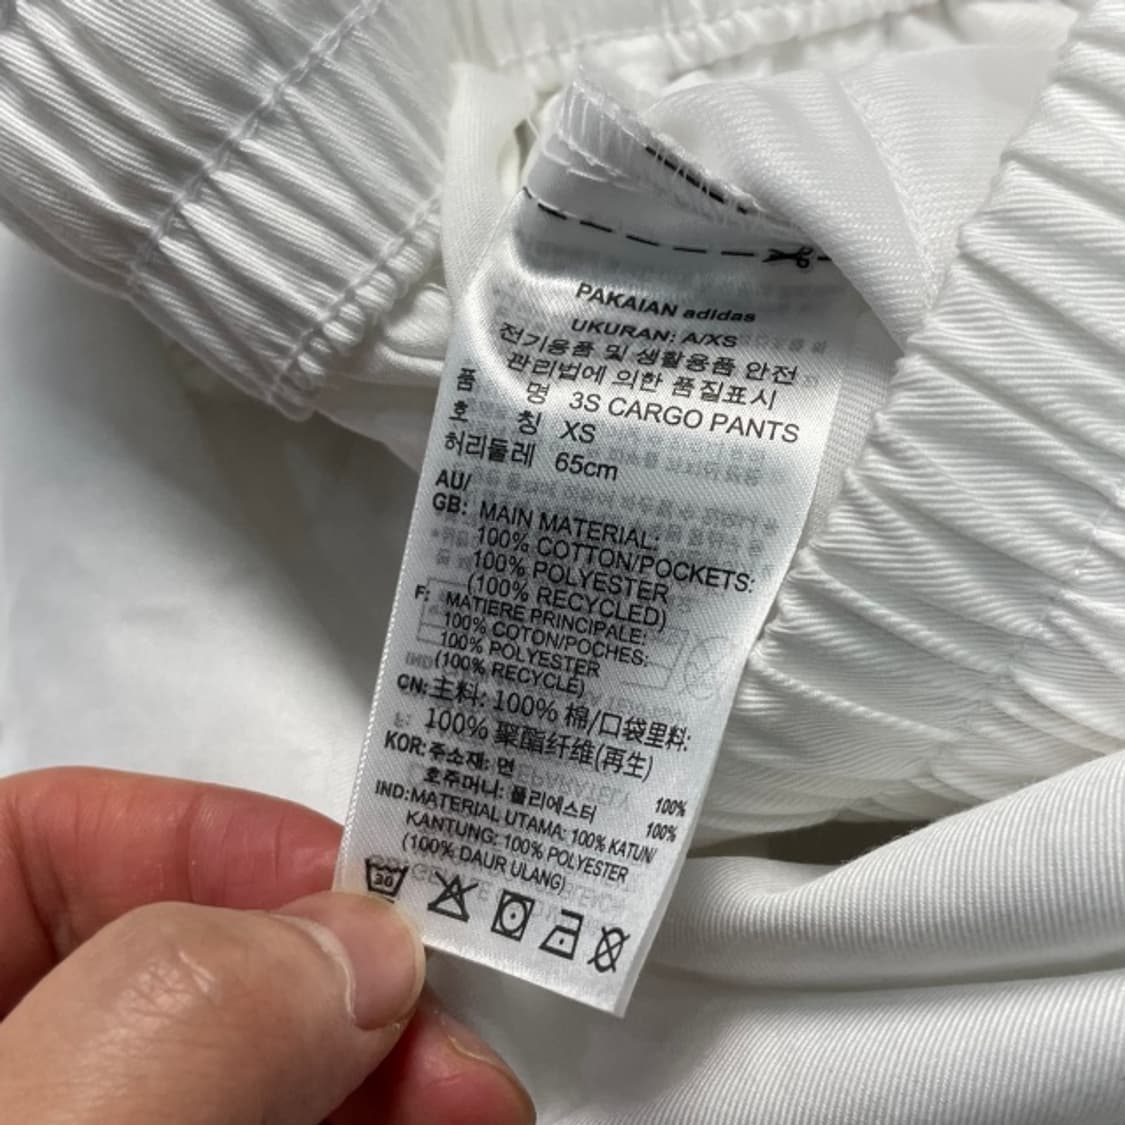 PAKAIAN adidas
UKURAN: A/XS
전기용품 및 생활용품 안전
관리법에 의한 품질표시
품 명 3S CARGO PANTS
호 칭 XS
허리둘레 65cm
AU/
GB: MAIN MATERIAL:
100% COTTON/POCKETS:
100% POLYESTER
(100% RECYCLED)
F: MATIERE PRINCIPALE:
100% COTON/POCHES:
100% POLYESTER
(100% RECYCLE)
CN: 主料: 100% 棉/口袋里料:
100% 聚酯纤维(再生)
KOR: 주소재: 면 100%
호주머니: 폴리에스터 100%
IND: MATERIAL UTAMA: 100% KATUN/
KANTUNG: 100% POLYESTER
(100% DAUR ULANG)
30